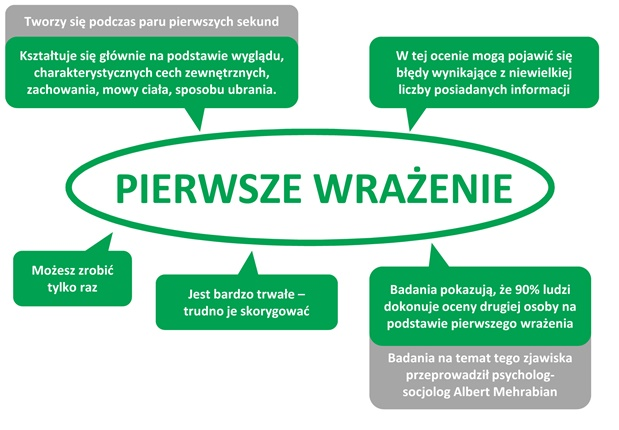 Tworzy się podczas paru pierwszych sekund
Kształtuje się głównie na podstawie wyglądu,
charakterystycznych cech zewnętrznych,
zachowania, mowy ciała, sposobu ubrania.
W tej ocenie mogą pojawić się
błędy wynikające z niewielkiej
liczby posiadanych informacji
PIERWSZE WRAŻENIE
Możesz zrobić
tylko raz
Jest bardzo trwałe –
trudno je skorygować
Badania pokazują, że 90% ludzi
dokonuje oceny drugiej osoby na
podstawie pierwszego wrażenia
Badania na temat tego zjawiska
przeprowadził psycholog-
socjolog Albert Mehrabian